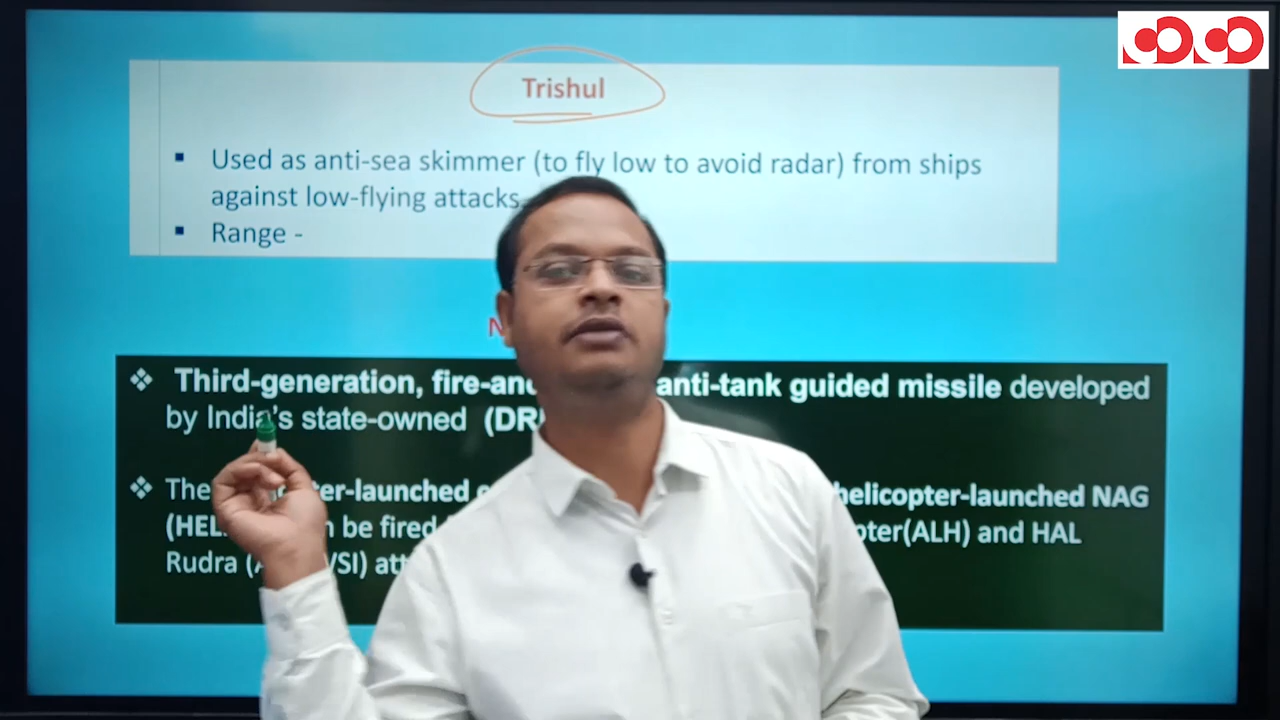 Trishul
▪ Used as anti-sea skimmer (to fly low to avoid radar) from ships
against low-flying attacks
▪ Range -
N
❖ Third-generation, fire-and anti-tank guided missile developed
by India's state-owned (DR
❖ The ter-launched helicopter-launched NAG
(HEL n be fired pter(ALH) and HAL
Rudra ( /SI) att